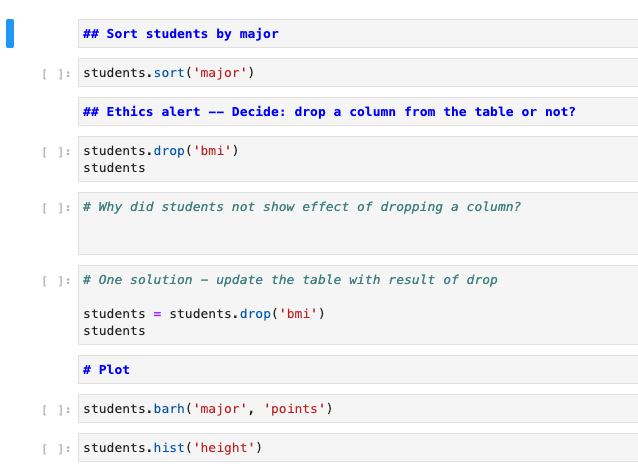 ## Sort students by major
[ ]: students.sort('major')
## Ethics alert -- Decide: drop a column from the table or not?
[ ]: students.drop('bmi')
students
[ ]: # Why did students not show effect of dropping a column?
[ ]: # One solution - update the table with result of drop
students = students.drop('bmi')
students
# Plot
[ ]: students.barh('major', 'points')
[ ]: students.hist('height')